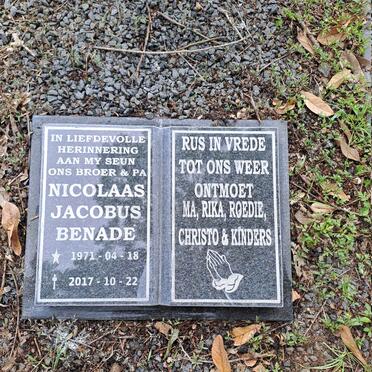 IN LIEFDEVOLLE
HERINNERING
AAN MY SEUN
ONS BROER & PA
NICOLAAS
JACOBUS
BENADE
1971 - 04 - 18
2017 - 10 - 22
RUS IN VREDE
TOT ONS WEER
ONTMOET
MA, RIKA, ROEDIE,
CHRISTO & KINDERS